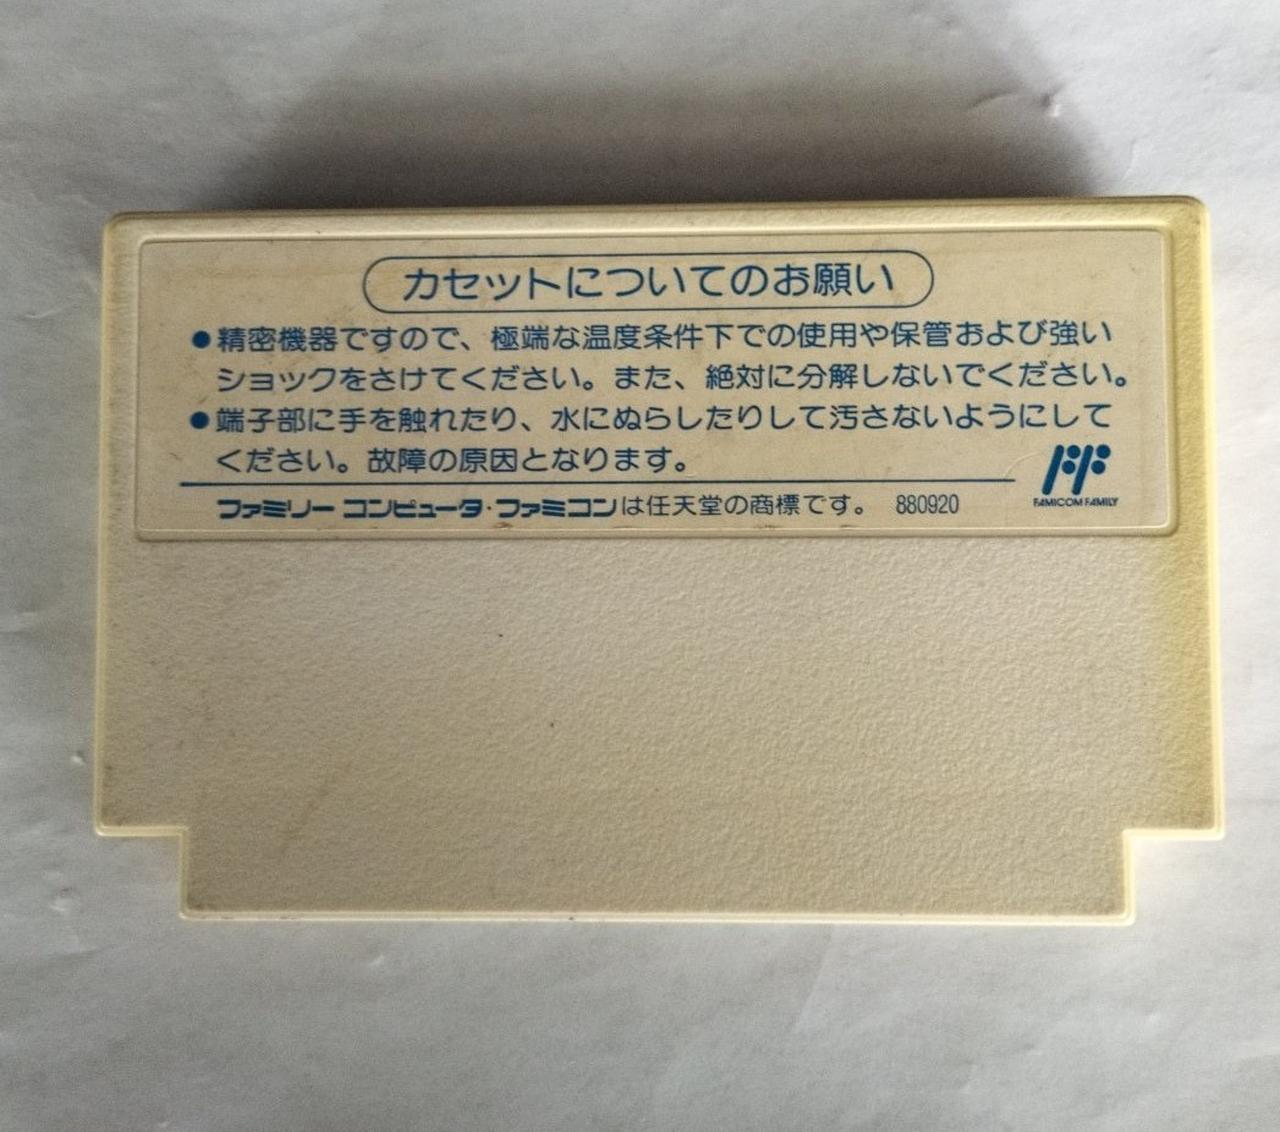 カセットについてのお願い
●精密機器ですので、極端な温度条件下での使用や保管および強い
ショックをさけてください。また、絶対に分解しないでください。
●端子部に手を触れたり、水にぬらしたりして汚さないようにして
ください。故障の原因となります。
FF
FAMICOM FAMILY
ファミリー コンピュータ・ファミコンは任天堂の商標です。 880920